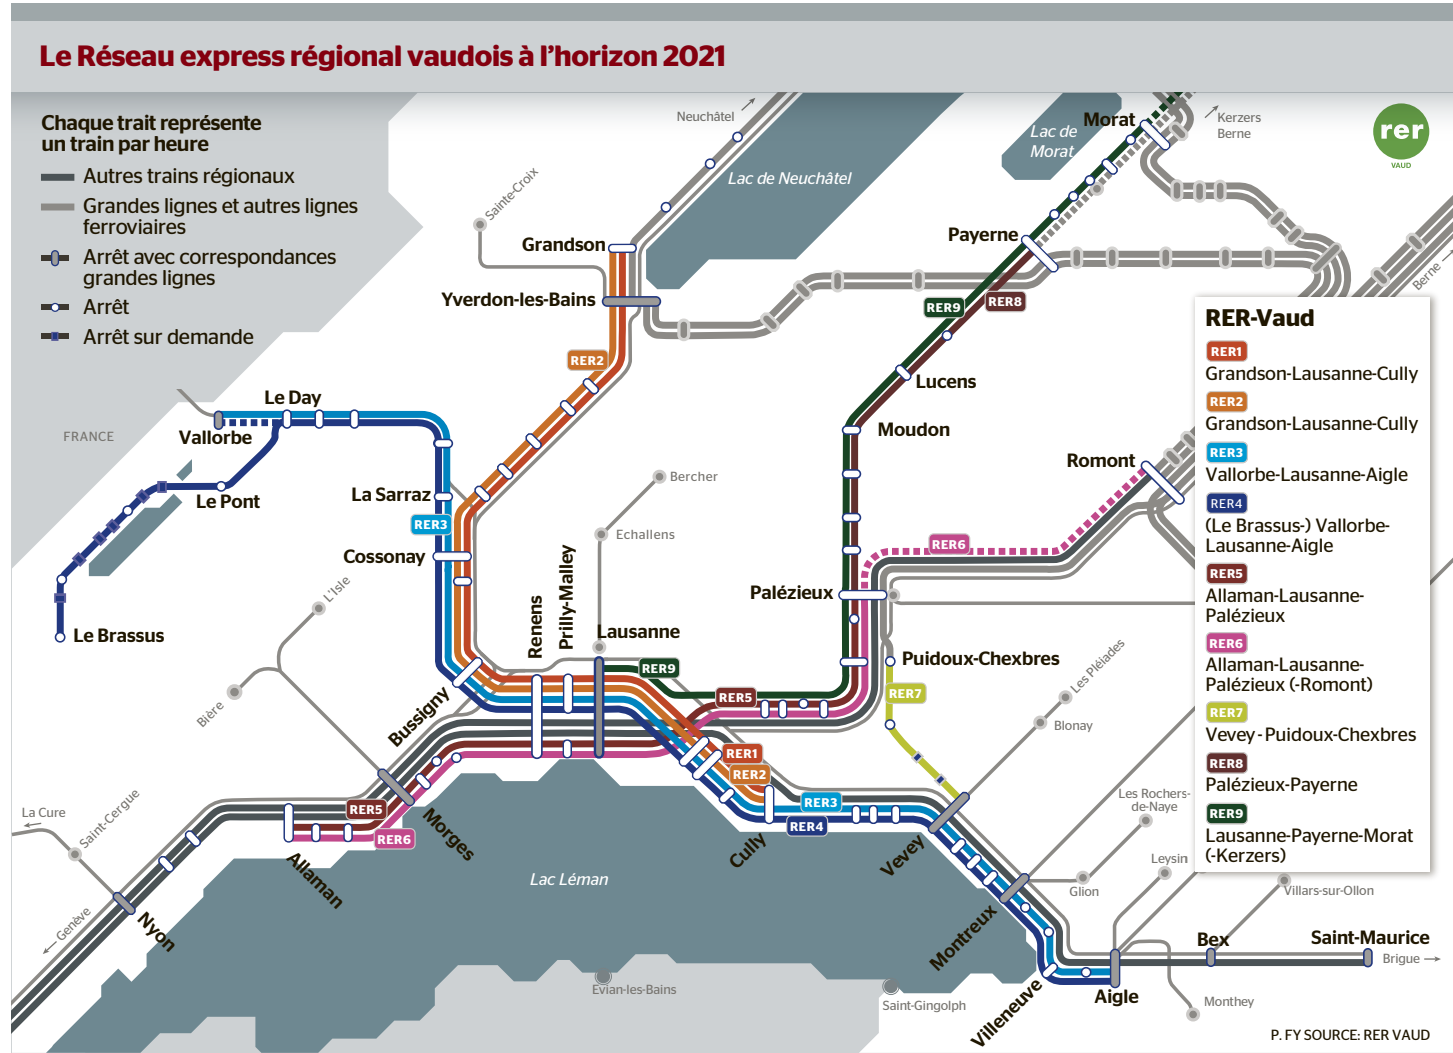 Le Réseau express régional vaudois à l'horizon 2021
Chaque trait représente
un train par heure
Autres trains régionaux
Grandes lignes et autres lignes
ferroviaires
Arrêt avec correspondances
grandes lignes
Arrêt
Arrêt sur demande
Neuchâtel
Lac de Neuchâtel
Lac de
Morat
Morat
Kerzers
Berne
rer
VAUD
Sainte-Croix
Grandson
Yverdon-les-Bains
Payerne
Berne
RER9
RER8
RER2
Lucens
Moudon
Romont
FRANCE
Vallorbe
Le Day
Le Pont
Le Brassus
La Sarraz
RER3
Cossonay
Bercher
Echallens
L'Isle
Bière
Renens
Prilly-Malley
Lausanne
RER9
RER5
RER6
Palézieux
Puidoux-Chexbres
RER7
Les Pléiades
Blonay
Bussigny
RER1
RER2
RER3
RER4
RER5
RER6
La Cure
Saint-Cergue
Genève
Nyon
Allaman
Morges
Cully
Vevey
Les Rochers-
de-Naye
Leysin
Glion
Villars-sur-Ollon
Lac Léman
Montreux
Villeneuve
Aigle
Bex
Saint-Maurice
Brigue
Monthey
Evian-les-Bains
Saint-Gingolph
RER-Vaud
RER1
Grandson-Lausanne-Cully
RER2
Grandson-Lausanne-Cully
RER3
Vallorbe-Lausanne-Aigle
RER4
(Le Brassus-) Vallorbe-
Lausanne-Aigle
RER5
Allaman-Lausanne-
Palézieux
RER6
Allaman-Lausanne-
Palézieux (-Romont)
RER7
Vevey-Puidoux-Chexbres
RER8
Palézieux-Payerne
RER9
Lausanne-Payerne-Morat
(-Kerzers)
P. FY SOURCE: RER VAUD